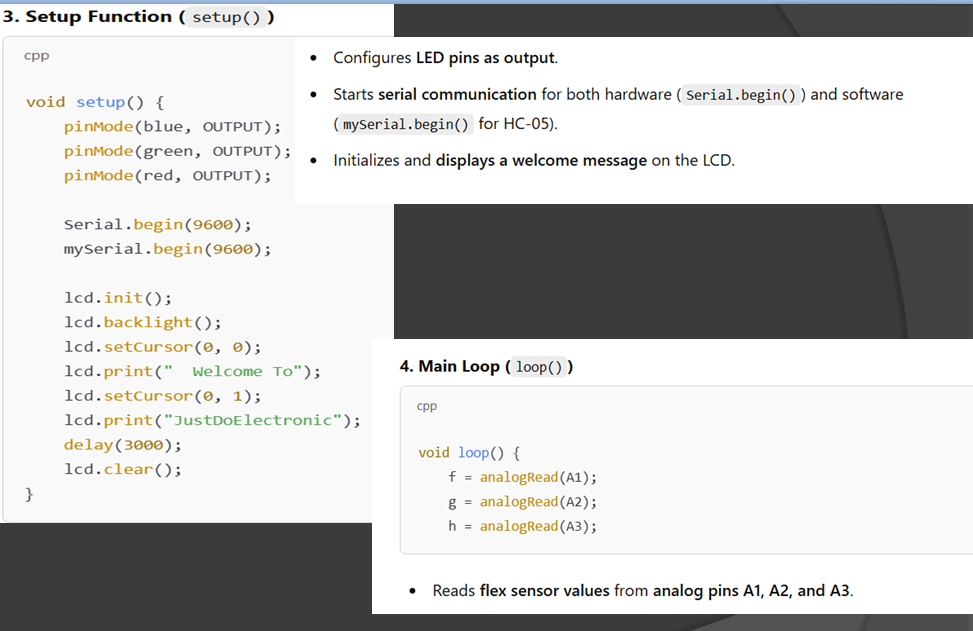 3. Setup Function ( setup() )
cpp
void setup() {
    pinMode(blue, OUTPUT);
    pinMode(green, OUTPUT);
    pinMode(red, OUTPUT);
    Serial.begin(9600);
    mySerial.begin(9600);
    lcd.init();
    lcd.backlight();
    lcd.setCursor(0, 0);
    lcd.print("  Welcome To");
    lcd.setCursor(0, 1);
    lcd.print("JustDoElectronic");
    delay(3000);
    lcd.clear();
}
• Configures LED pins as output.
• Starts serial communication for both hardware ( Serial.begin() ) and software
( mySerial.begin() for HC-05).
• Initializes and displays a welcome message on the LCD.
4. Main Loop ( loop() )
cpp
void loop() {
    f = analogRead(A1);
    g = analogRead(A2);
    h = analogRead(A3);
• Reads flex sensor values from analog pins A1, A2, and A3.